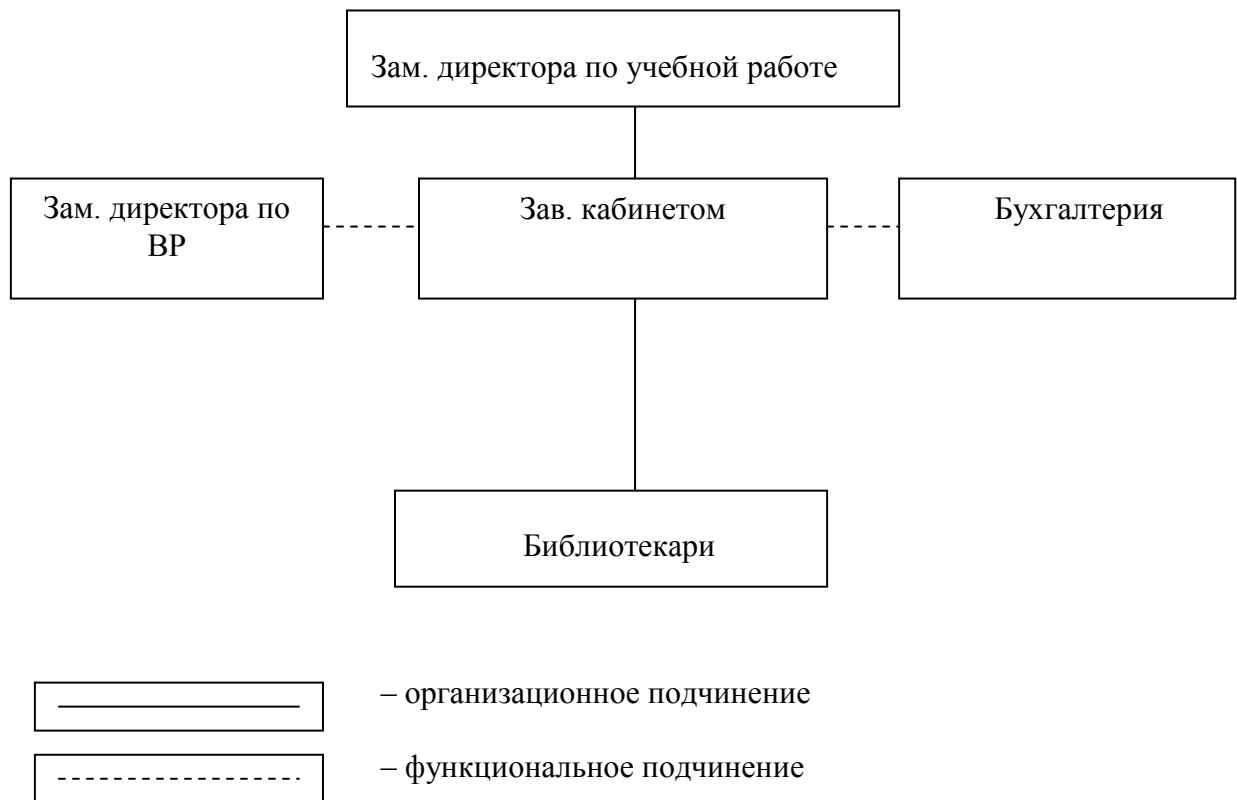 Зам. директора по учебной работе
Зам. директора по
ВР
Зав. кабинетом
Бухгалтерия
Библиотекари
– организационное подчинение
– функциональное подчинение